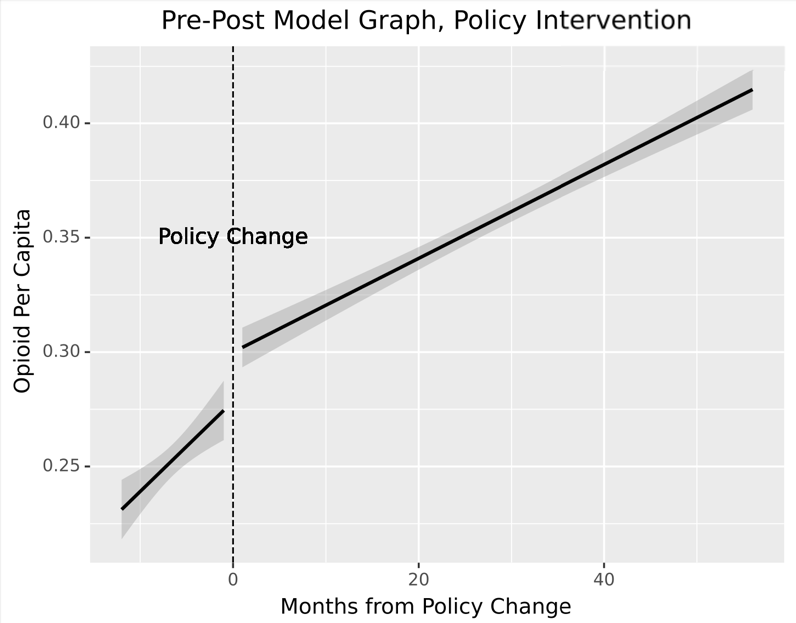 Pre-Post Model Graph, Policy Intervention
Opioid Per Capita
0.40
0.35
0.30
0.25
Policy Change
0
20
40
Months from Policy Change